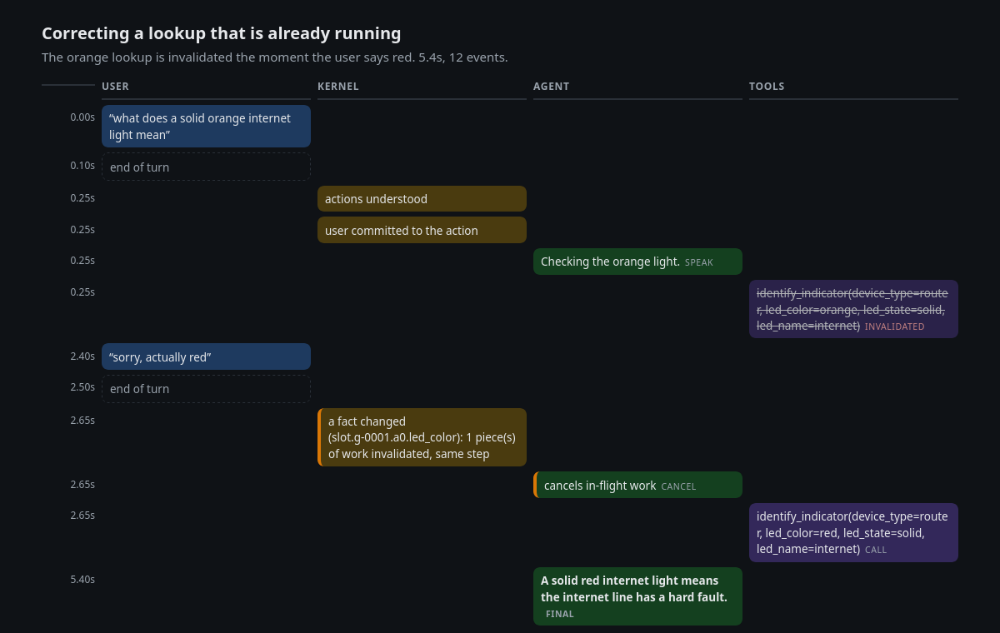 Correcting a lookup that is already running
The orange lookup is invalidated the moment the user says red. 5.4s, 12 events.
USER KERNEL AGENT TOOLS
0.00s “what does a solid orange internet
light mean”
0.10s end of turn
0.25s actions understood
0.25s user committed to the action
0.25s Checking the orange light. SPEAK
0.25s identify_indicator(device_type=route
r, led_color=orange, led_state=solid,
led_name=internet) INVALIDATED
2.40s “sorry, actually red”
2.50s end of turn
2.65s a fact changed
(slot.g-0001.a0.led_color): 1 piece(s)
of work invalidated, same step
2.65s cancels in-flight work CANCEL
2.65s identify_indicator(device_type=route
r, led_color=red, led_state=solid,
led_name=internet) CALL
5.40s A solid red internet light means
the internet line has a hard fault.
FINAL